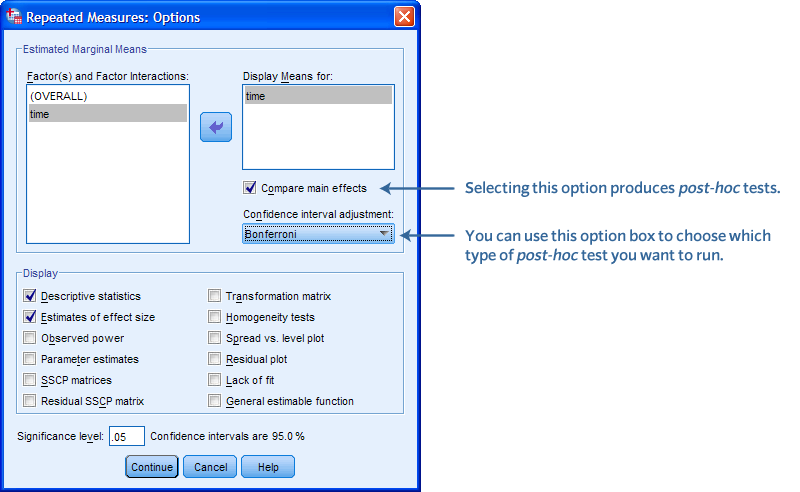 Repeated Measures: Options
Estimated Marginal Means
Factor(s) and Factor Interactions:
(OVERALL)
time
Display Means for:
time
Compare main effects
Selecting this option produces post-hoc tests.
Confidence interval adjustment:
Bonferroni
You can use this option box to choose which
type of post-hoc test you want to run.
Display
Descriptive statistics
Transformation matrix
Estimates of effect size
Homogeneity tests
Observed power
Spread vs. level plot
Parameter estimates
Residual plot
SSCP matrices
Lack of fit
Residual SSCP matrix
General estimable function
Significance level: .05 Confidence intervals are 95.0 %
Continue Cancel Help